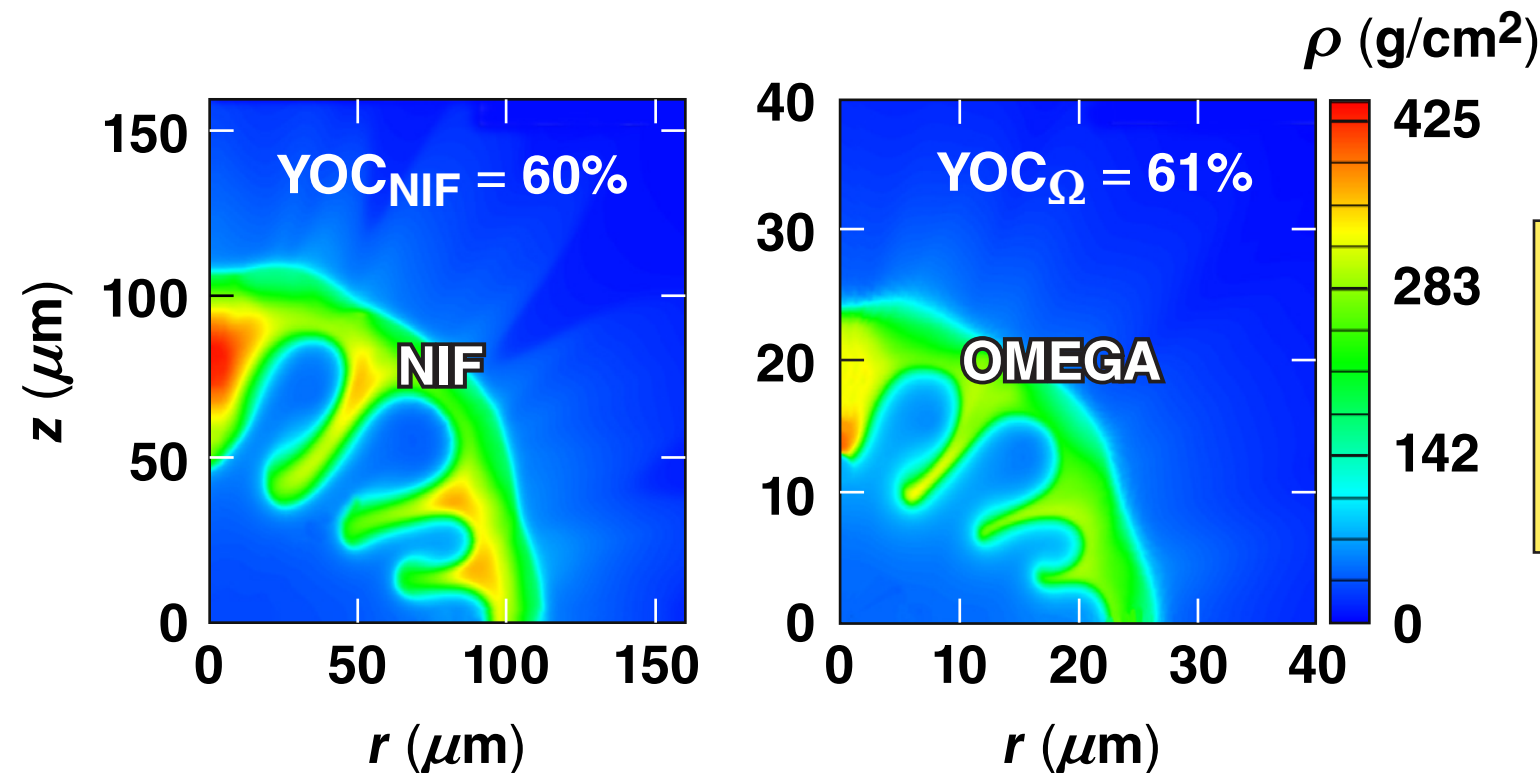 ρ (g/cm²)
YOC_NIF = 60%
NIF
150
100
50
0
z (μm)
0 50 100 150
r (μm)
YOC_Ω = 61%
OMEGA
40
30
20
10
0
0 10 20 30 40
r (μm)
425
283
142
0